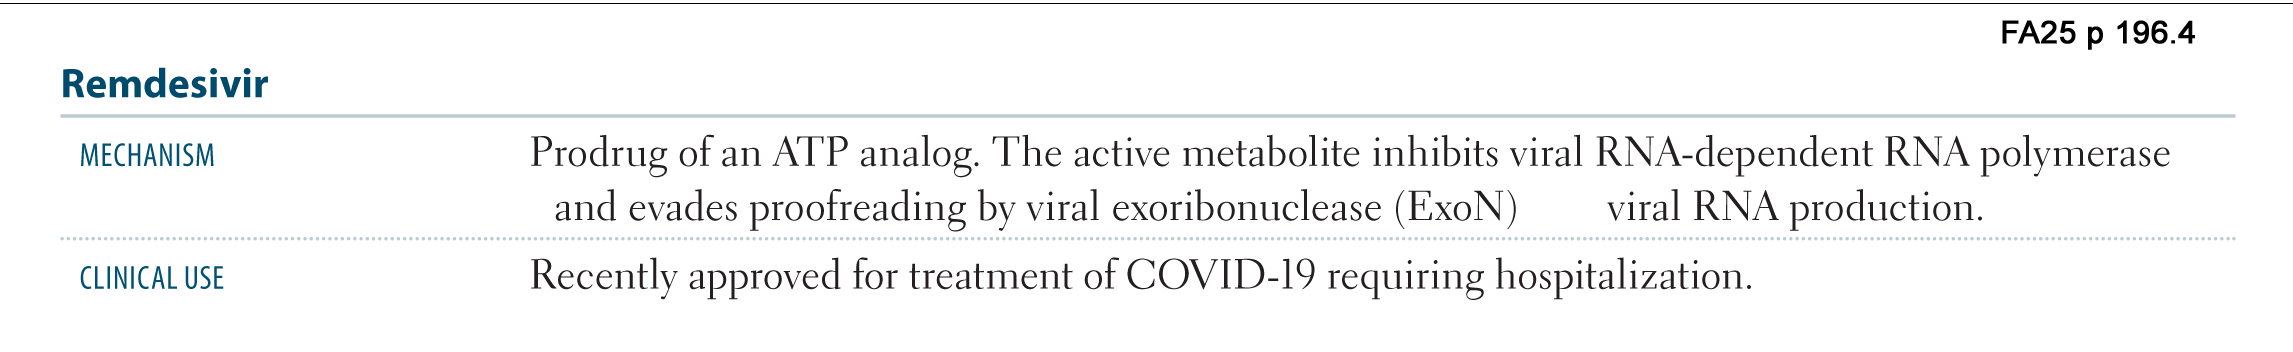 FA25 p 196.4
Remdesivir
MECHANISM Prodrug of an ATP analog. The active metabolite inhibits viral RNA-dependent RNA polymerase
and evades proofreading by viral exoribonuclease (ExoN) viral RNA production.
CLINICAL USE Recently approved for treatment of COVID-19 requiring hospitalization.